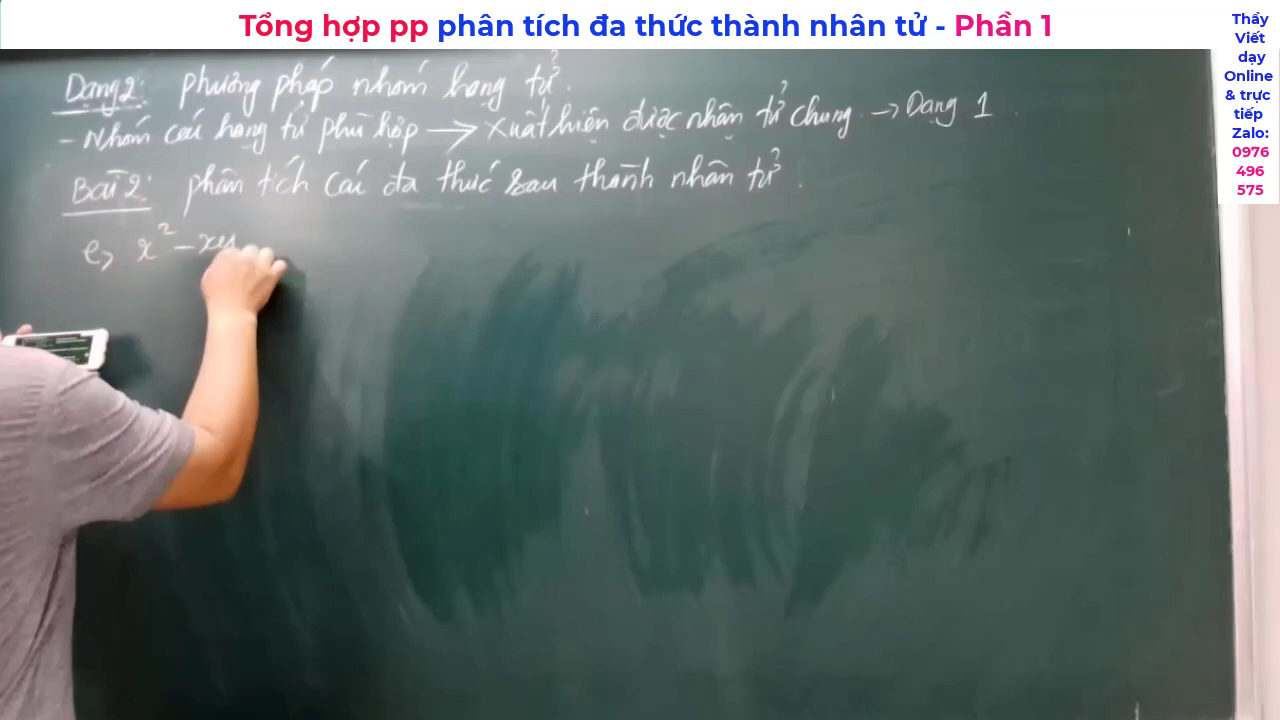 Tổng hợp pp phân tích đa thức thành nhân tử - Phần 1
Thầy
Viết
dạy
Online
& trực
tiếp
Zalo:
0976
496
575
Dạng 2: phương pháp nhóm hạng tử.
- Nhóm các hạng tử phù hợp → Xuất hiện được nhân tử chung → Dạng 1
Bài 2: phân tích các đa thức sau thành nhân tử.
e, x² - xy